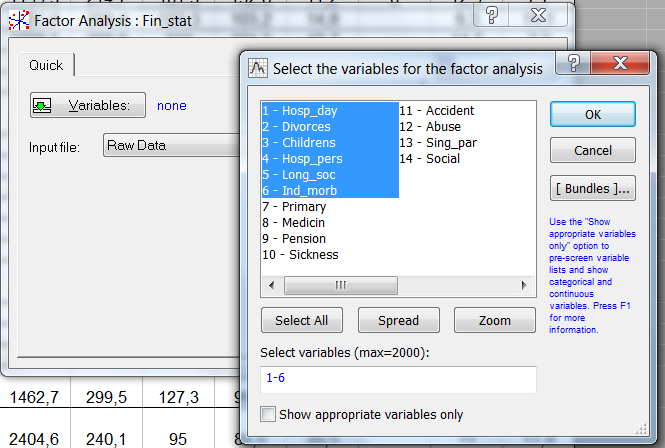 Factor Analysis : Fin_stat
Quick
Variables:
none
Input file:
Raw Data
Select the variables for the factor analysis
1 - Hosp_day
2 - Divorces
3 - Childrens
4 - Hosp_pers
5 - Long_soc
6 - Ind_morb
7 - Primary
8 - Medicin
9 - Pension
10 - Sickness
11 - Accident
12 - Abuse
13 - Sing_par
14 - Social
OK
Cancel
[ Bundles ]...
Use the "Show
appropriate variables
only" option to
pre-screen variable
lists and show
categorical and
continuous
variables. Press F1
for more
information.
Select All
Spread
Zoom
Select variables (max=2000):
1-6
Show appropriate variables only
1462,7 299,5 127,3
2404,6 240,1 95